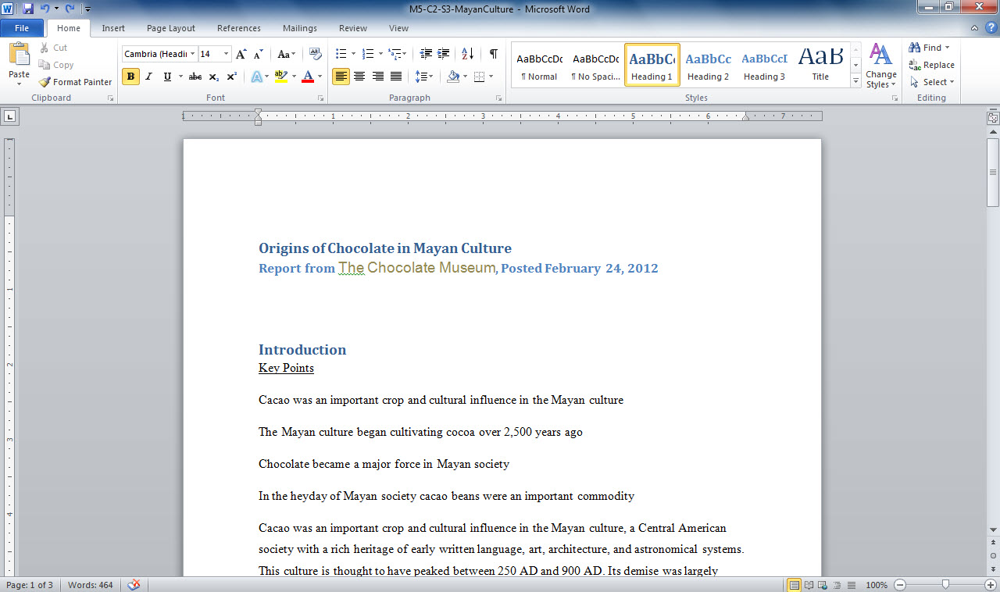 M5-C2-S3-MayanCulture - Microsoft Word
File Home Insert Page Layout References Mailings Review View
Paste
Cut
Copy
Format Painter
Clipboard
Cambria (Headi 14
Font
Paragraph
AaBbCcDc AaBbCcDc AaBbCc AaBbCc AaBbCcI AaB
¶ Normal ¶ No Spaci... Heading 1 Heading 2 Heading 3 Title
Change Styles
Styles
Find
Replace
Select
Editing
1 1 2 3 4 5 6 7
Origins of Chocolate in Mayan Culture
Report from The Chocolate Museum, Posted February 24, 2012
Introduction
Key Points
Cacao was an important crop and cultural influence in the Mayan culture
The Mayan culture began cultivating cocoa over 2,500 years ago
Chocolate became a major force in Mayan society
In the heyday of Mayan society cacao beans were an important commodity
Cacao was an important crop and cultural influence in the Mayan culture, a Central American
society with a rich heritage of early written language, art, architecture, and astronomical systems.
This culture is thought to have peaked between 250 AD and 900 AD. Its demise was largely
1
2
3
4
Page: 1 of 3 Words: 464 100%